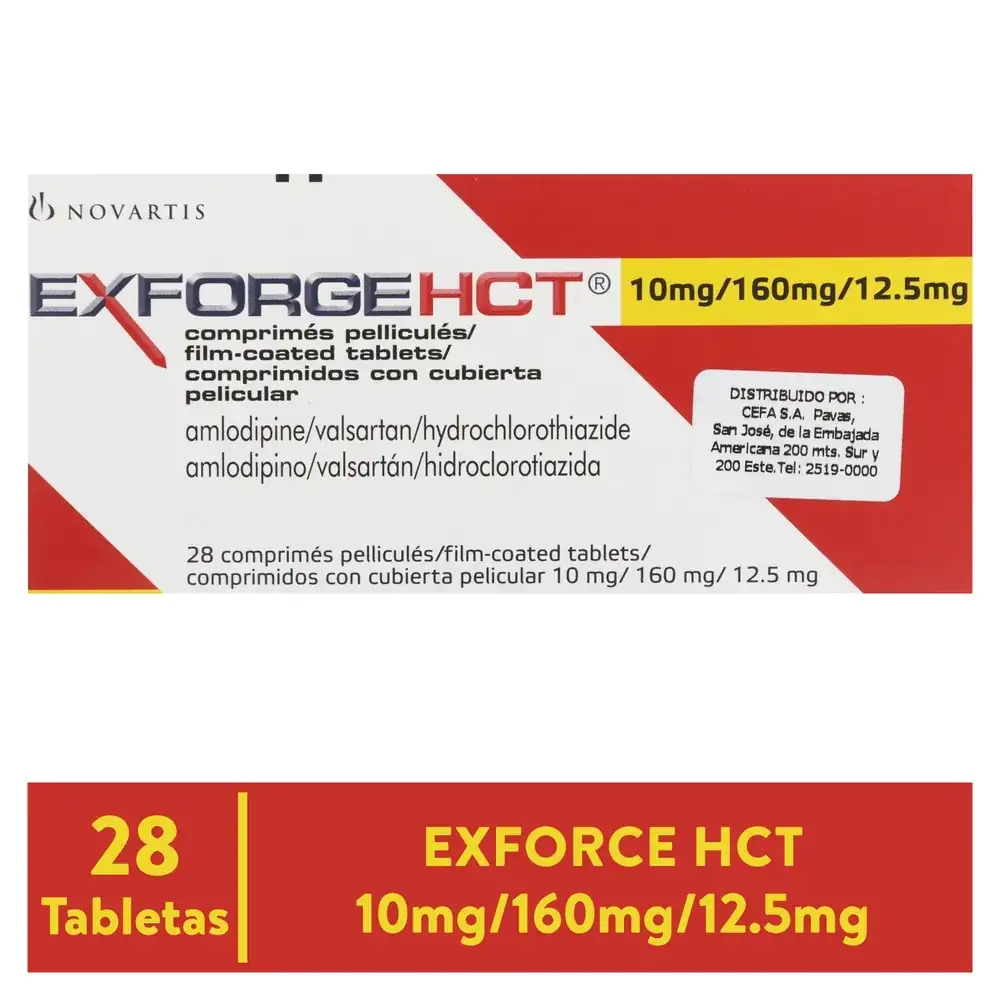 NOVARTIS
EXFORGE HCT® 10mg/160mg/12.5mg
comprimés pelliculés/
film-coated tablets/
comprimidos con cubierta
pelicular
amlodipine/valsartan/hydrochlorothiazide
amlodipino/valsartán/hidroclorotiazida
DISTRIBUIDO POR :
CEFA S.A. Pavas,
San José, de la Embajada
Americana 200 mts. Sur y
200 Este.Tel: 2519-0000
28 comprimés pelliculés/film-coated tablets/
comprimidos con cubierta pelicular 10 mg/ 160 mg/ 12.5 mg
28
Tabletas
EXFORCE HCT
10mg/160mg/12.5mg